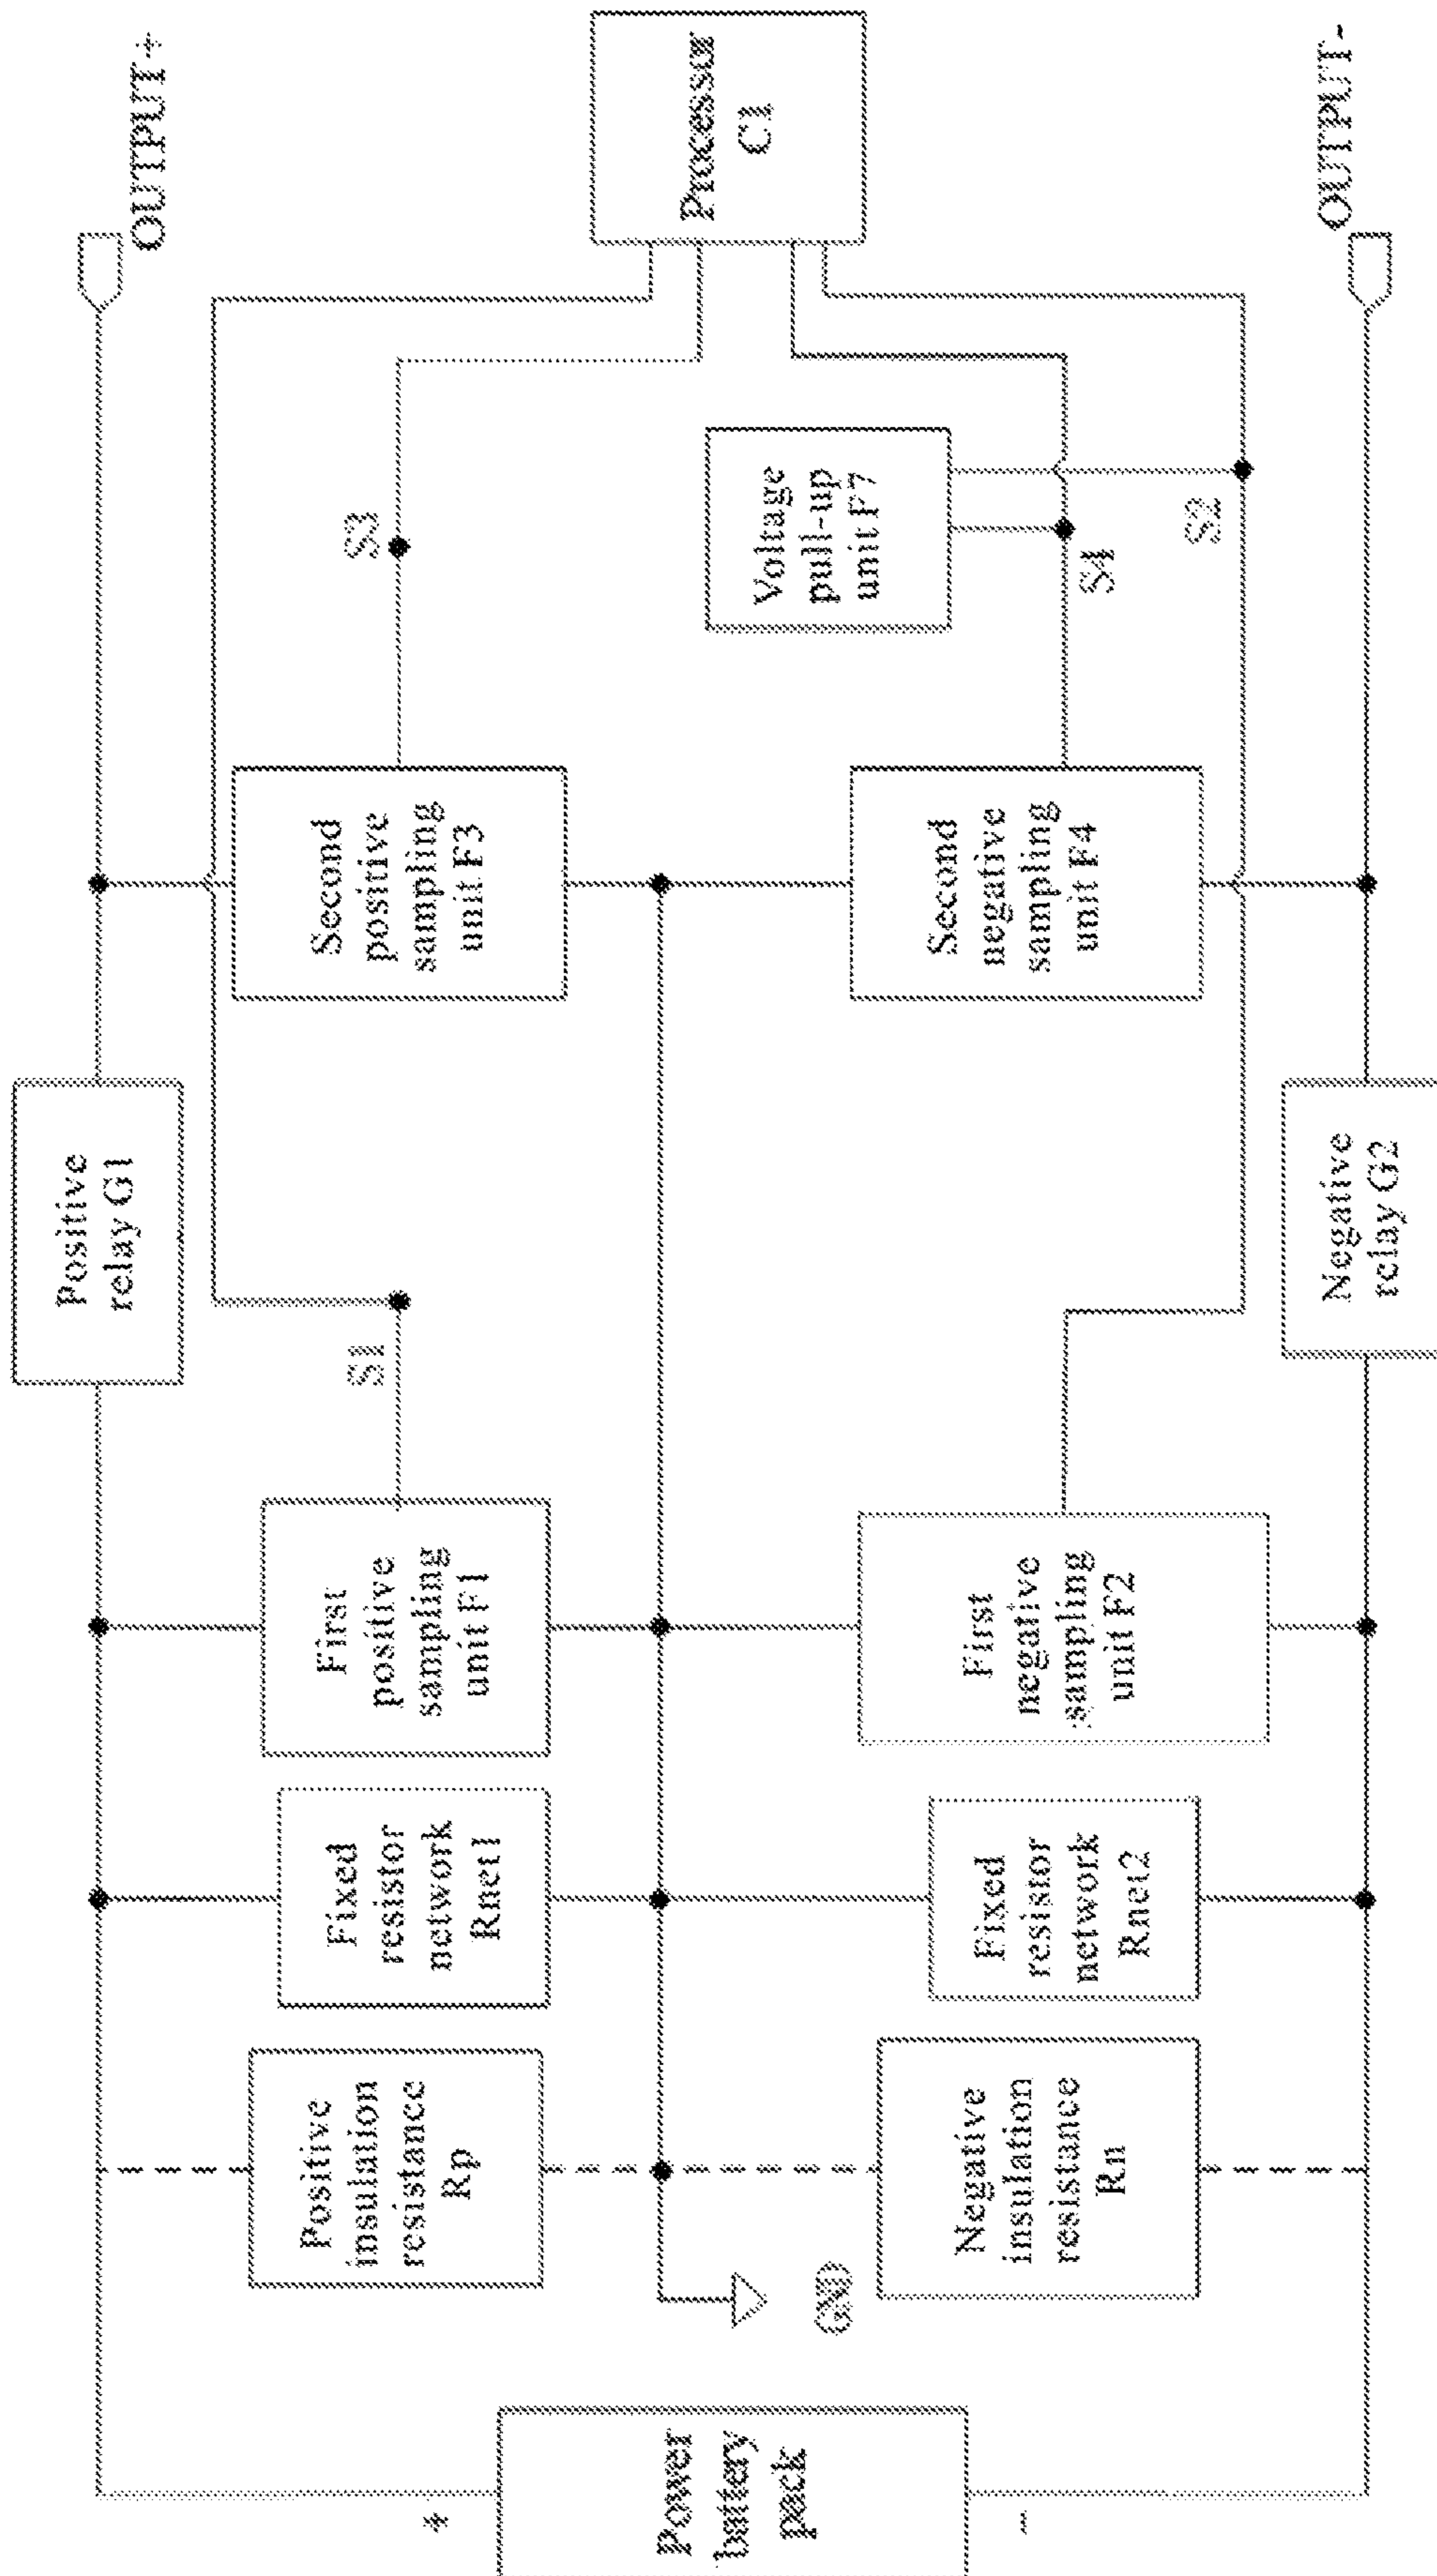 OUTPUT+
Processor
C1
OUTPUT-
S3
Voltage
pull-up
unit F7
S4
S2
Second
positive
sampling
unit F3
Second
negative
sampling
unit F4
Positive
relay G1
Negative
relay G2
S1
First
positive
sampling
unit F1
First
negative
sampling
unit F2
Fixed
resistor
network
Rnet1
Fixed
resistor
network
Rnet2
Positive
insulation
resistance
Rp
Negative
insulation
resistance
Rn
GND
+
Power
battery
pack
-